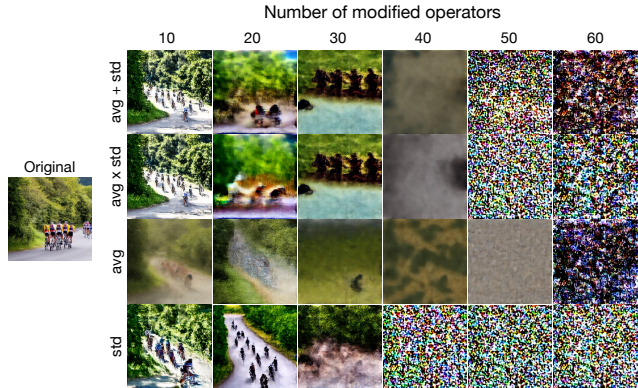 Number of modified operators
10 20 30 40 50 60
avg + std
avg x std
Original
avg
std